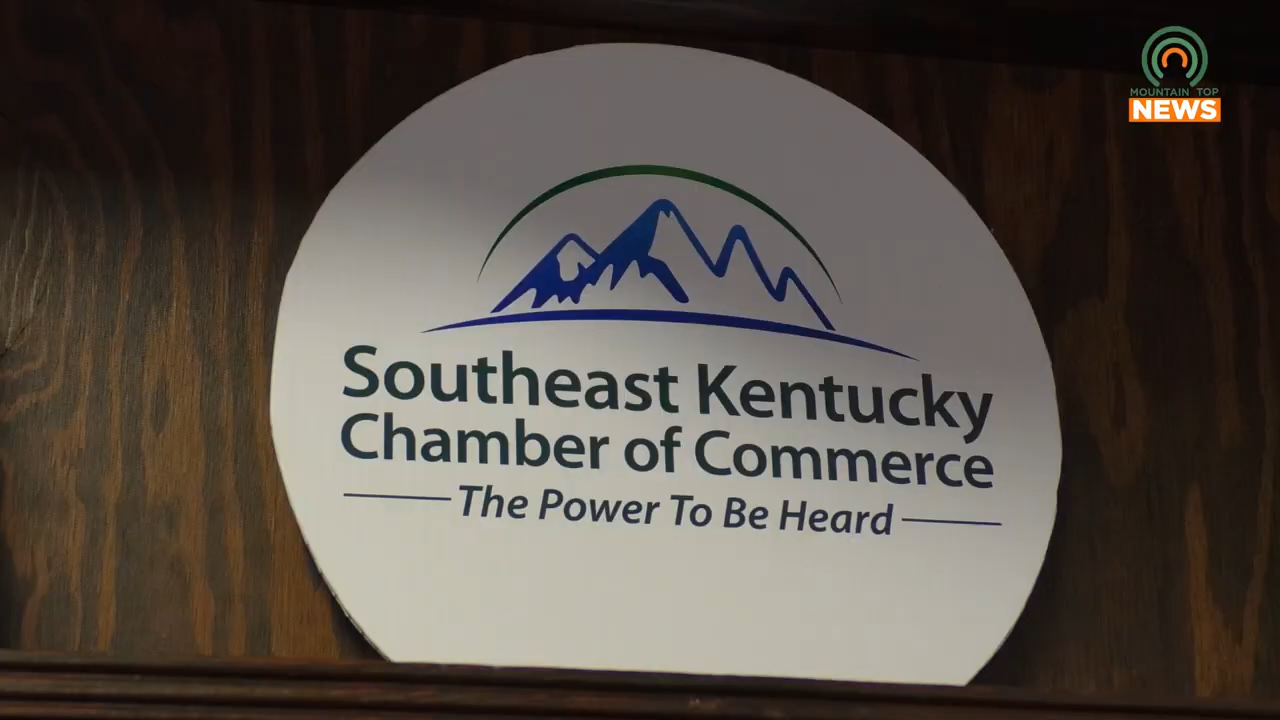 MOUNTAIN TOP
NEWS
Southeast Kentucky
Chamber of Commerce
The Power To Be Heard